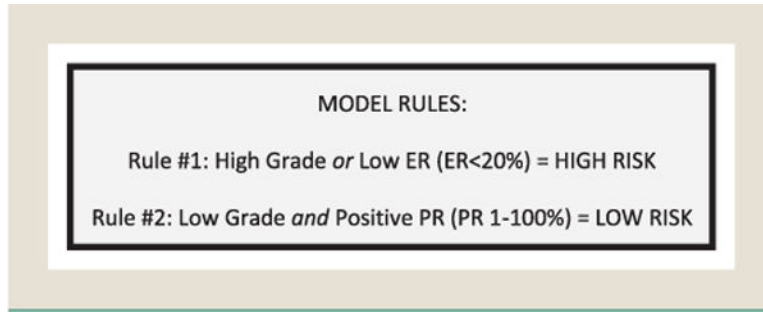 MODEL RULES:
Rule #1: High Grade or Low ER (ER<20%) = HIGH RISK
Rule #2: Low Grade and Positive PR (PR 1-100%) = LOW RISK